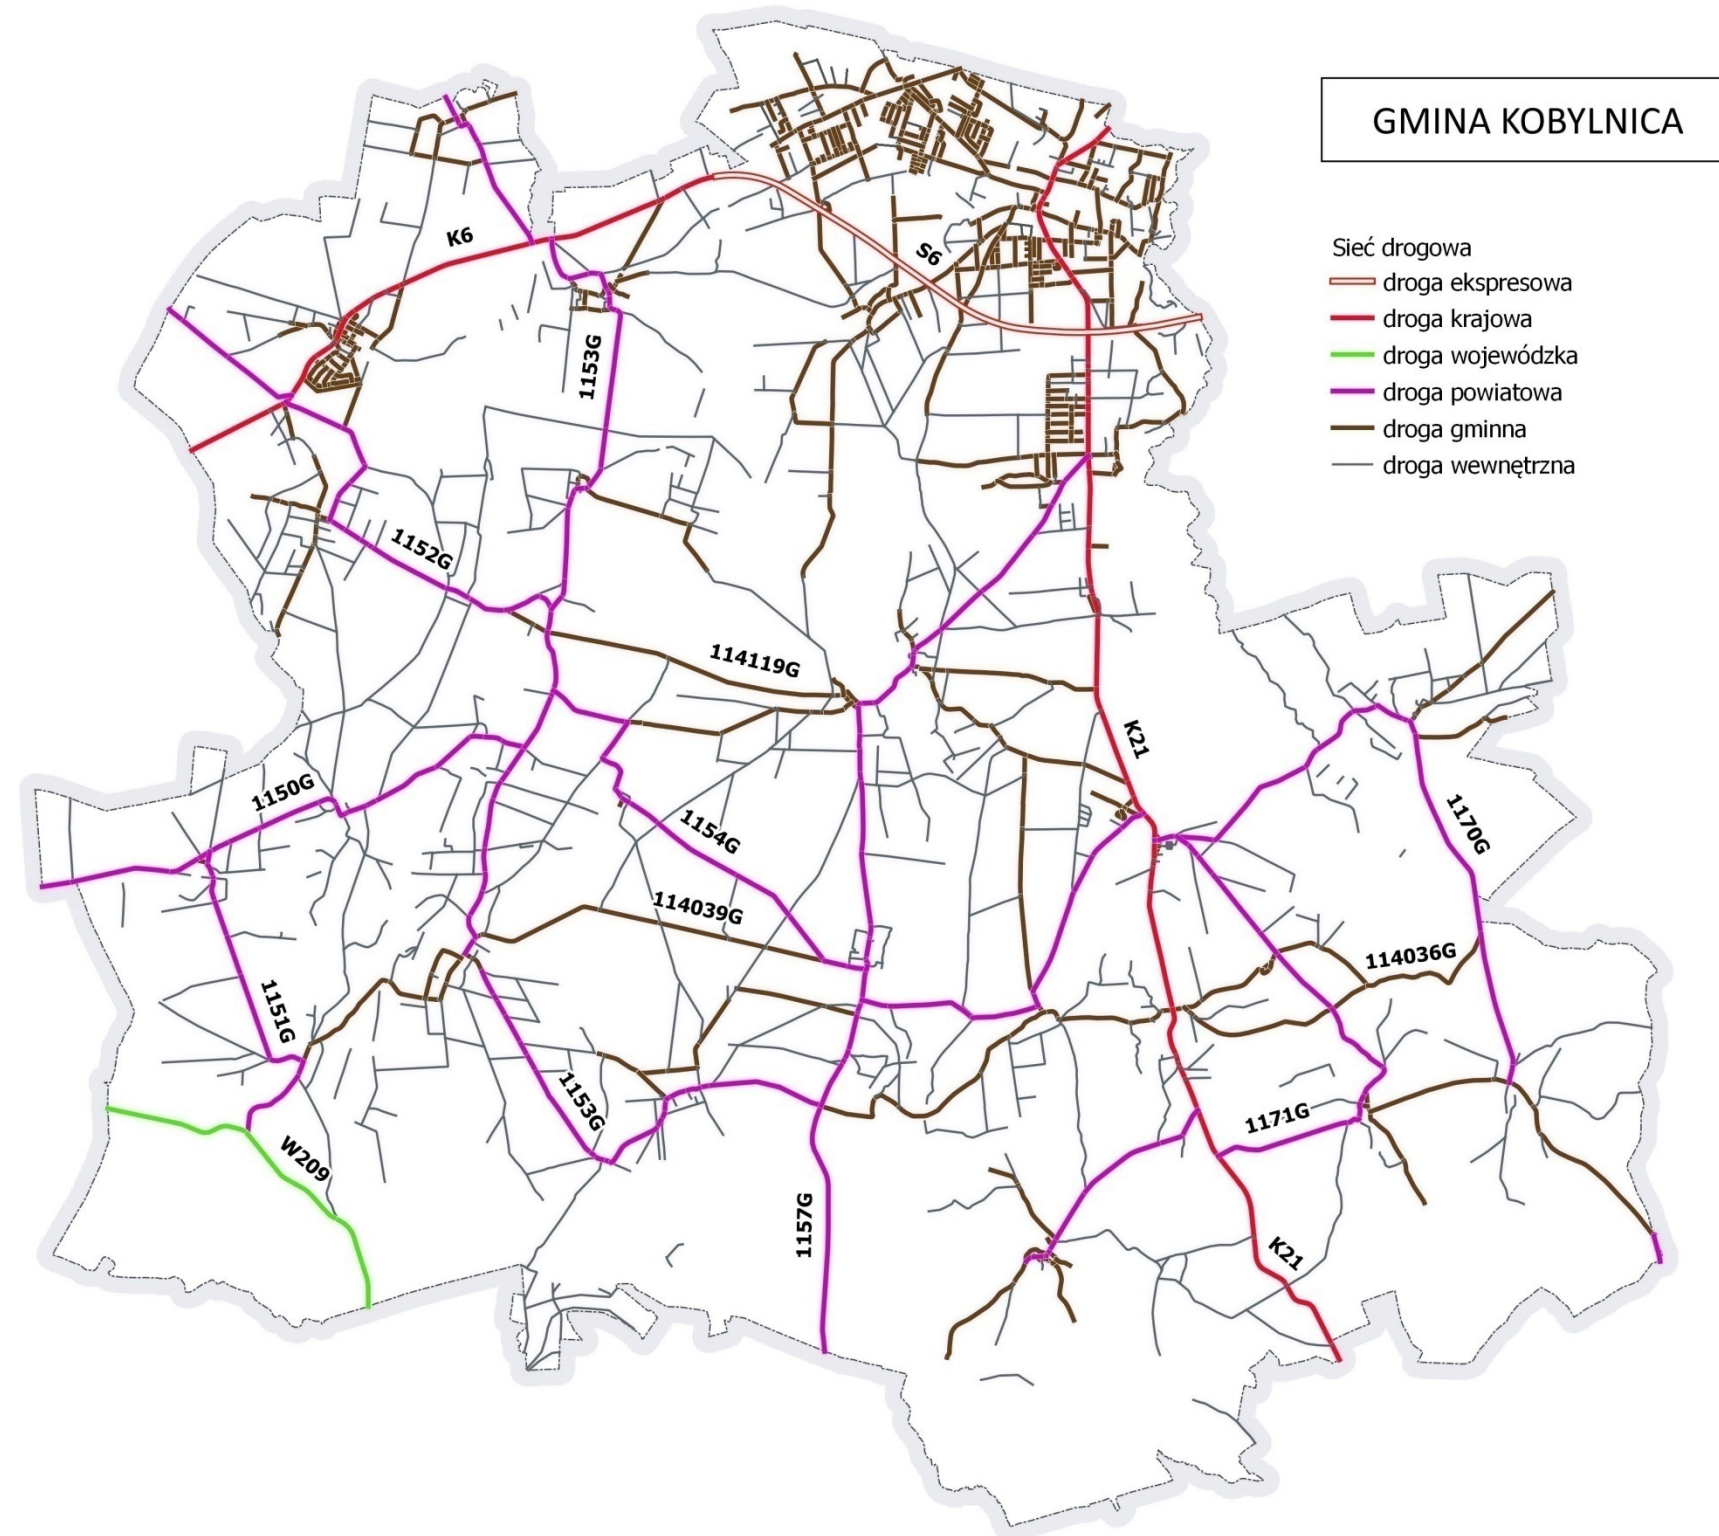 GMINA KOBYLNICA
Sieć drogowa
droga ekspresowa
droga krajowa
droga wojewódzka
droga powiatowa
droga gminna
droga wewnętrzna
K6
S6
1153G
1152G
114119G
K21
1150G
1154G
1170G
114039G
114036G
1151G
1153G
1171G
W209
1157G
K21